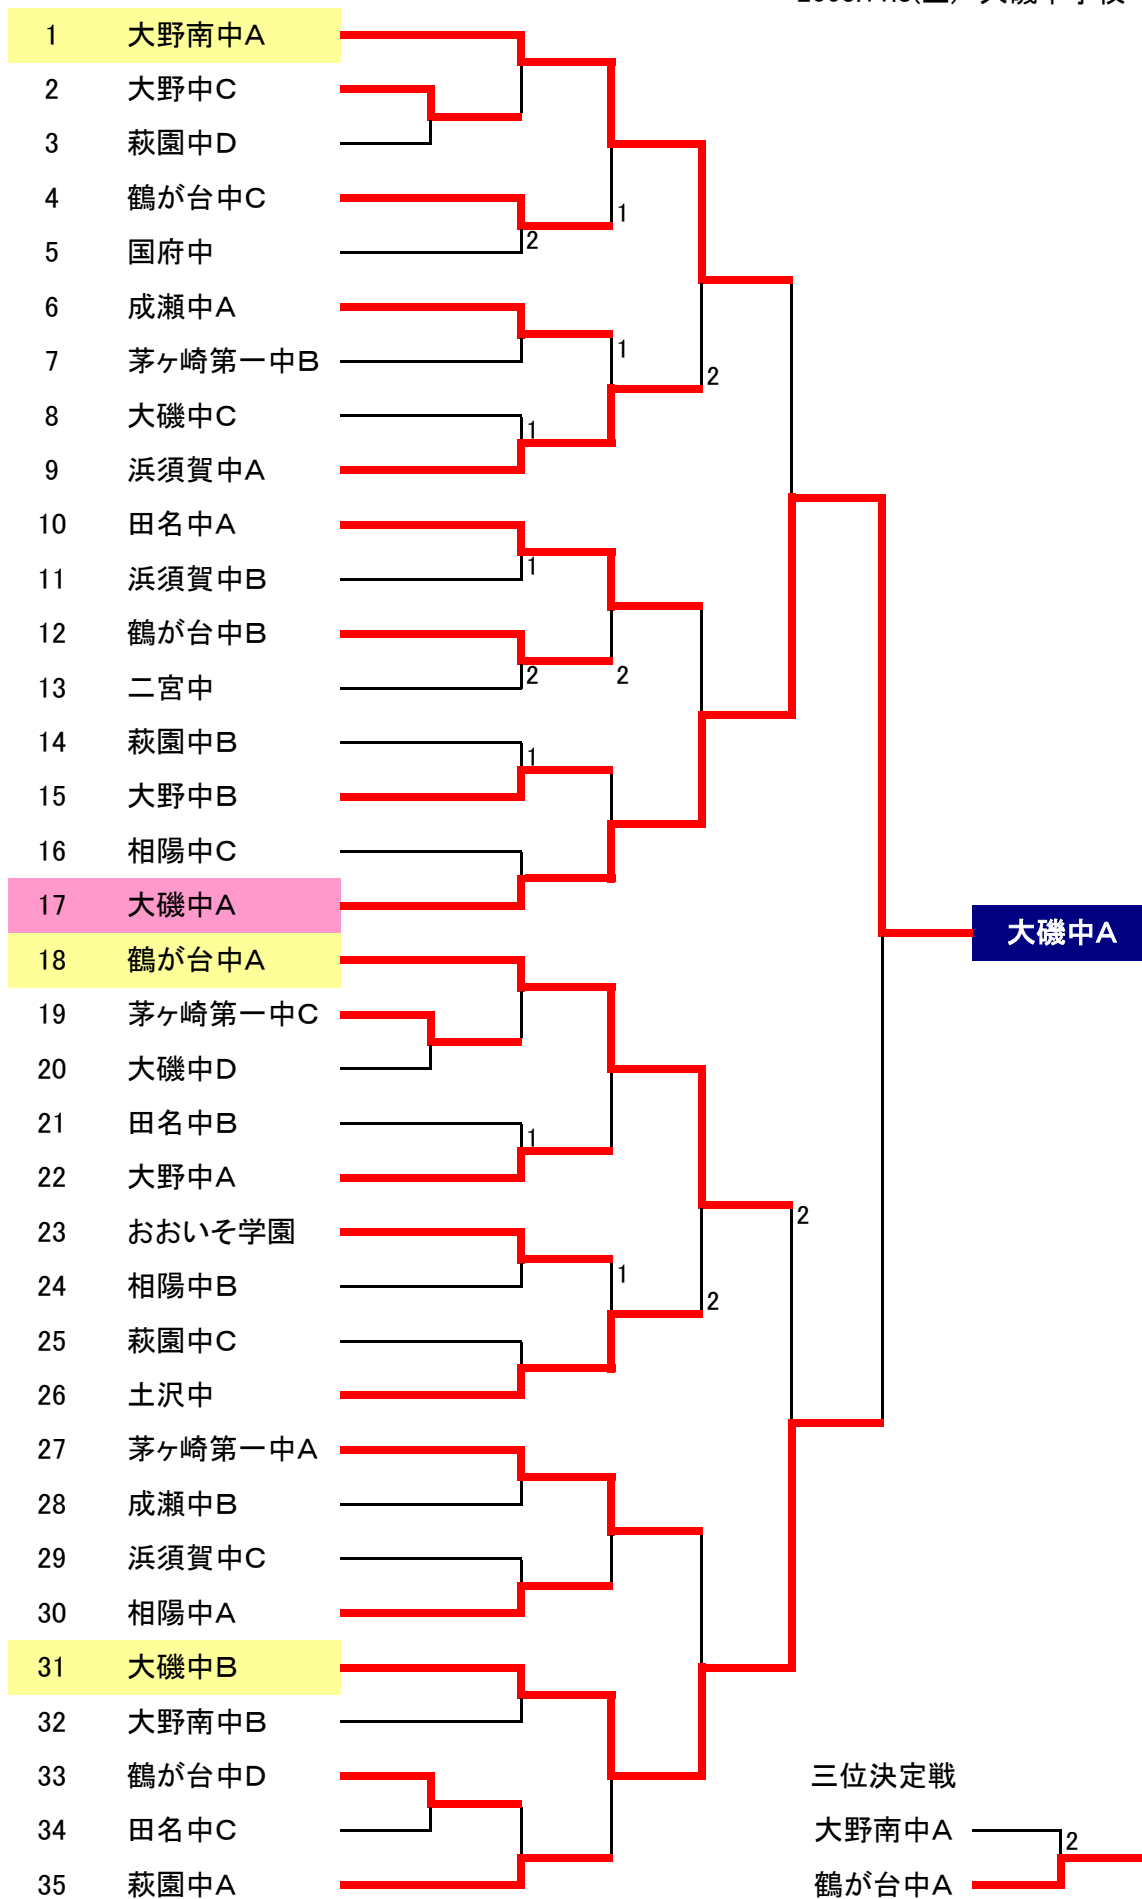 1 大野南中A
2 大野中C
3 萩園中D
4 鶴が台中C
1
5 国府中
2
6 成瀬中A
7 茅ヶ崎第一中B
1
2
8 大磯中C
1
9 浜須賀中A
10 田名中A
11 浜須賀中B
1
12 鶴が台中B
13 二宮中
2
2
14 萩園中B
1
15 大野中B
16 相陽中C
17 大磯中A
大磯中A
18 鶴が台中A
19 茅ヶ崎第一中C
20 大磯中D
21 田名中B
1
22 大野中A
23 おおいそ学園
2
24 相陽中B
1
2
25 萩園中C
26 土沢中
27 茅ヶ崎第一中A
28 成瀬中B
29 浜須賀中C
30 相陽中A
31 大磯中B
32 大野南中B
33 鶴が台中D
三位決定戦
34 田名中C
大野南中A
2
35 萩園中A
鶴が台中A